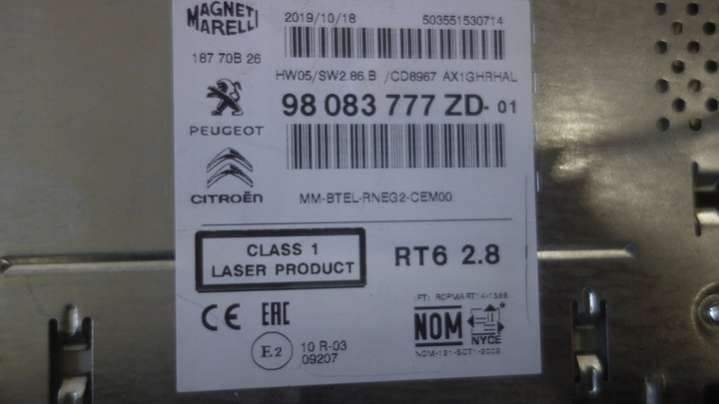 MAGNETI
MARELLI
2019/10/18
503551530714
187 70B 26
HW05/SW2.86.B /CD8967 AX1GHRHAL
98 083 777 ZD- 01
PEUGEOT
CITROËN
MM-BTEL-RNEG2-CEM00
CLASS 1
LASER PRODUCT
RT6 2.8
CE EAC
NOM
NYCE
E2
10 R-03
09207